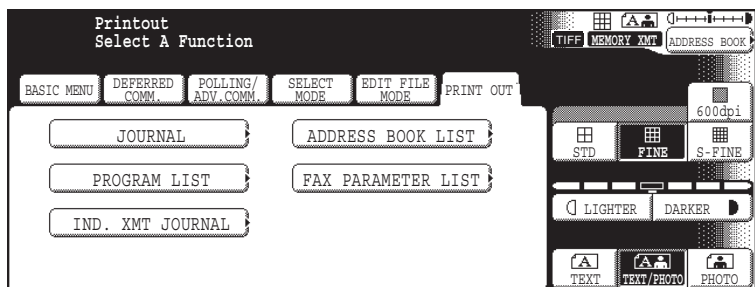 Printout
Select A Function
TIFF MEMORY XMT ADDRESS BOOK
BASIC MENU
DEFERRED
COMM.
POLLING/
ADV.COMM.
SELECT
MODE
EDIT FILE
MODE
PRINT OUT
JOURNAL
ADDRESS BOOK LIST
PROGRAM LIST
FAX PARAMETER LIST
IND. XMT JOURNAL
600dpi
STD
FINE
S-FINE
LIGHTER
DARKER
A
TEXT
A
TEXT/PHOTO
PHOTO